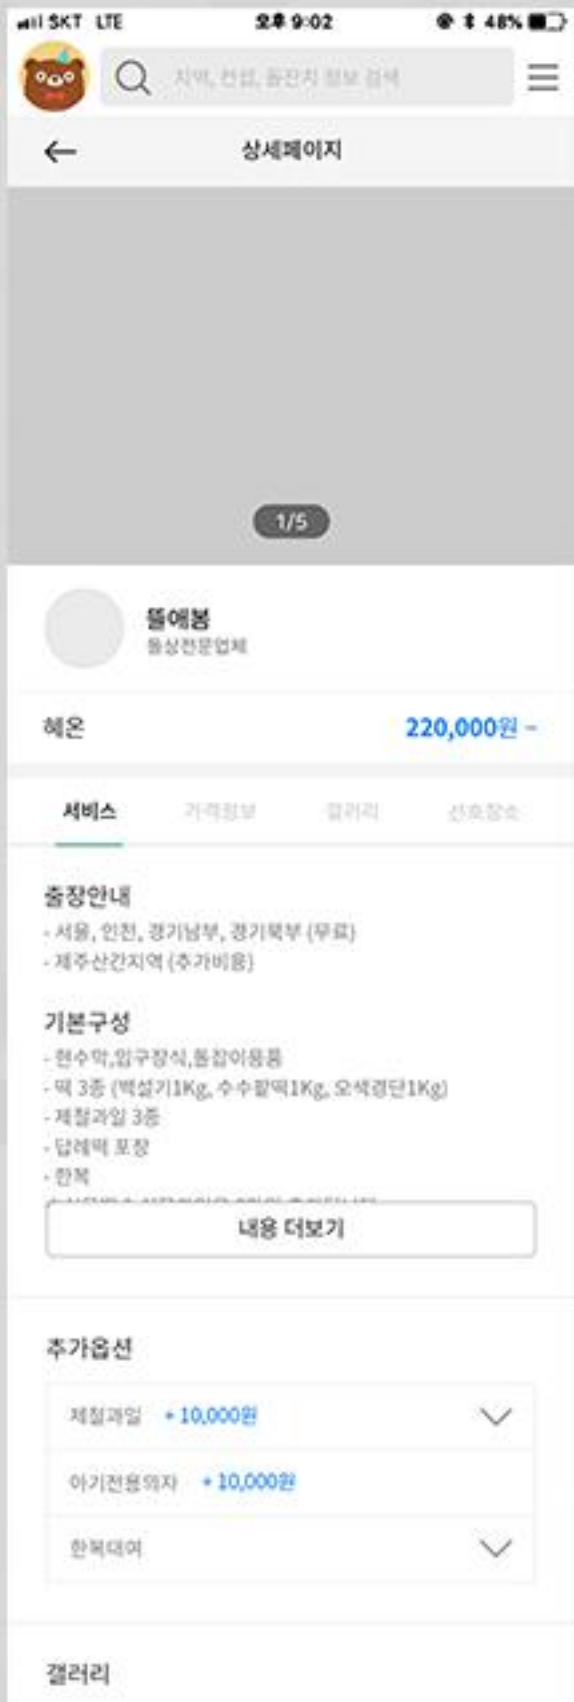 SKT LTE 오후 9:02 48%
지역, 컨셉, 돌잔치 정보 검색
상세페이지
1/5
뜰애봄
돌상전문업체
혜온 220,000원 ~
서비스 가격정보 갤러리 선호장소
출장안내
- 서울, 인천, 경기남부, 경기북부 (무료)
- 제주산간지역 (추가비용)
기본구성
- 현수막,입구장식,돌잡이용품
- 떡 3종 (백설기1Kg, 수수팥떡1Kg, 오색경단1Kg)
- 제철과일 3종
- 답례떡 포장
- 한복
내용 더보기
추가옵션
제철과일 + 10,000원
아기전용의자 + 10,000원
한복대여
갤러리